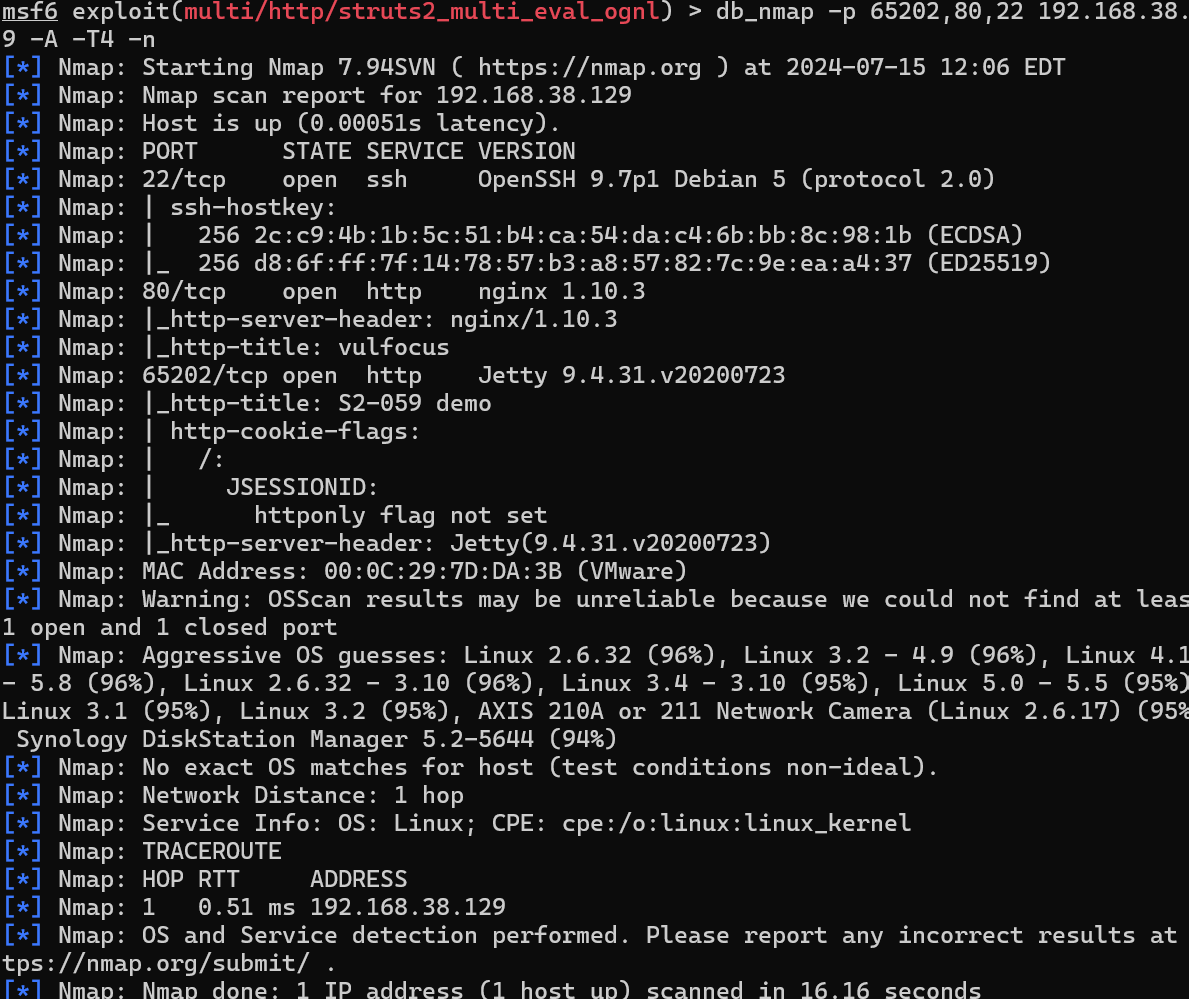 msf6 exploit(multi/http/struts2_multi_eval_ognl) > db_nmap -p 65202,80,22 192.168.38.
9 -A -T4 -n
[*] Nmap: Starting Nmap 7.94SVN ( https://nmap.org ) at 2024-07-15 12:06 EDT
[*] Nmap: Nmap scan report for 192.168.38.129
[*] Nmap: Host is up (0.00051s latency).
[*] Nmap: PORT      STATE SERVICE VERSION
[*] Nmap: 22/tcp    open  ssh     OpenSSH 9.7p1 Debian 5 (protocol 2.0)
[*] Nmap: | ssh-hostkey:
[*] Nmap: |   256 2c:c9:4b:1b:5c:51:b4:ca:54:da:c4:6b:bb:8c:98:1b (ECDSA)
[*] Nmap: |_  256 d8:6f:ff:7f:14:78:57:b3:a8:57:82:7c:9e:ea:a4:37 (ED25519)
[*] Nmap: 80/tcp    open  http    nginx 1.10.3
[*] Nmap: |_http-server-header: nginx/1.10.3
[*] Nmap: |_http-title: vulfocus
[*] Nmap: 65202/tcp open  http    Jetty 9.4.31.v20200723
[*] Nmap: |_http-title: S2-059 demo
[*] Nmap: | http-cookie-flags:
[*] Nmap: |   /:
[*] Nmap: |     JSESSIONID:
[*] Nmap: |_      httponly flag not set
[*] Nmap: |_http-server-header: Jetty(9.4.31.v20200723)
[*] Nmap: MAC Address: 00:0C:29:7D:DA:3B (VMware)
[*] Nmap: Warning: OSScan results may be unreliable because we could not find at leas
1 open and 1 closed port
[*] Nmap: Aggressive OS guesses: Linux 2.6.32 (96%), Linux 3.2 - 4.9 (96%), Linux 4.1
- 5.8 (96%), Linux 2.6.32 - 3.10 (96%), Linux 3.4 - 3.10 (95%), Linux 5.0 - 5.5 (95%)
Linux 3.1 (95%), Linux 3.2 (95%), AXIS 210A or 211 Network Camera (Linux 2.6.17) (95%
 Synology DiskStation Manager 5.2-5644 (94%)
[*] Nmap: No exact OS matches for host (test conditions non-ideal).
[*] Nmap: Network Distance: 1 hop
[*] Nmap: Service Info: OS: Linux; CPE: cpe:/o:linux:linux_kernel
[*] Nmap: TRACEROUTE
[*] Nmap: HOP RTT     ADDRESS
[*] Nmap: 1   0.51 ms 192.168.38.129
[*] Nmap: OS and Service detection performed. Please report any incorrect results at
tps://nmap.org/submit/ .
[*] Nmap: Nmap done: 1 IP address (1 host up) scanned in 16.16 seconds